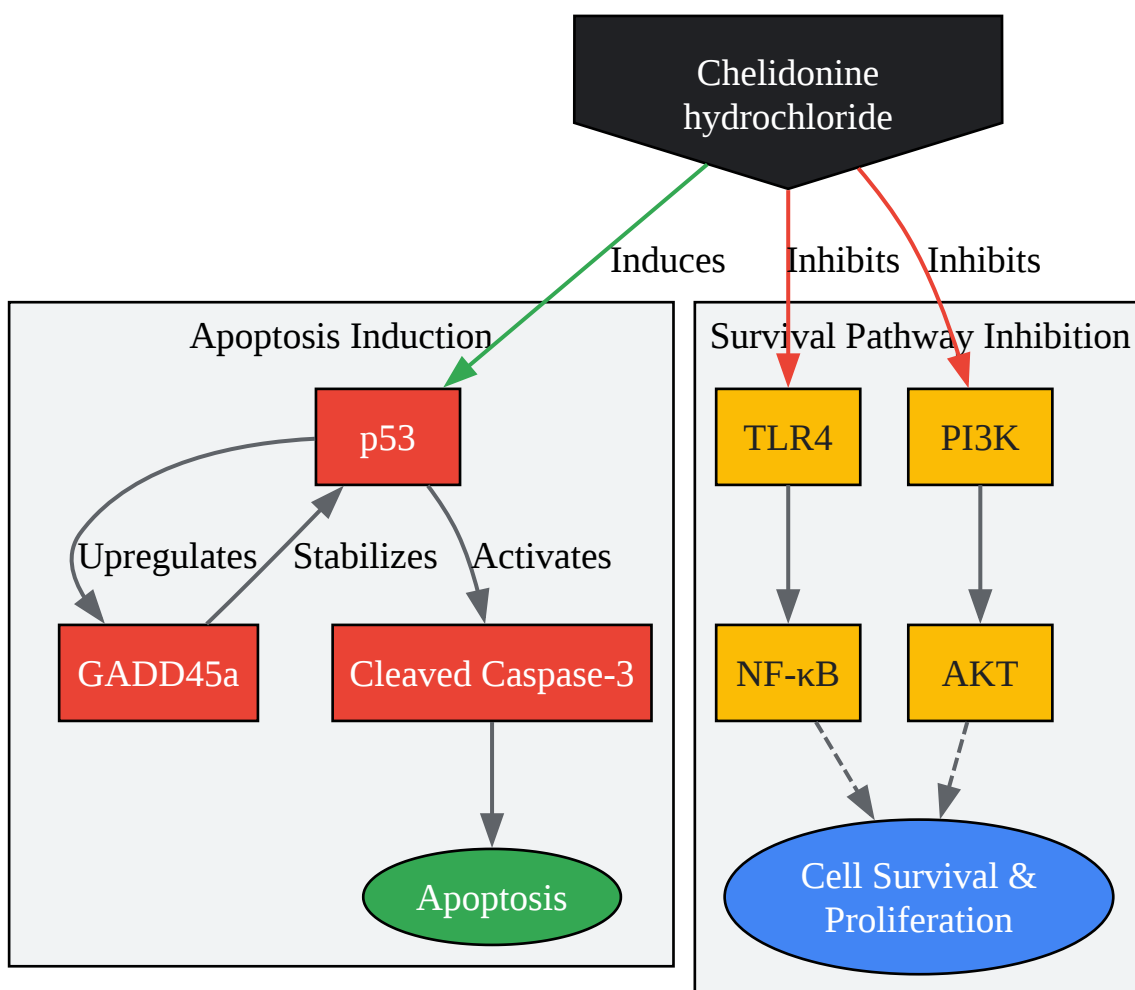 Chelidonine
hydrochloride
Induces
Inhibits
Inhibits
Apoptosis Induction
Survival Pathway Inhibition
p53
TLR4
PI3K
Upregulates
Stabilizes
Activates
GADD45a
Cleaved Caspase-3
NF-κB
AKT
Apoptosis
Cell Survival &
Proliferation